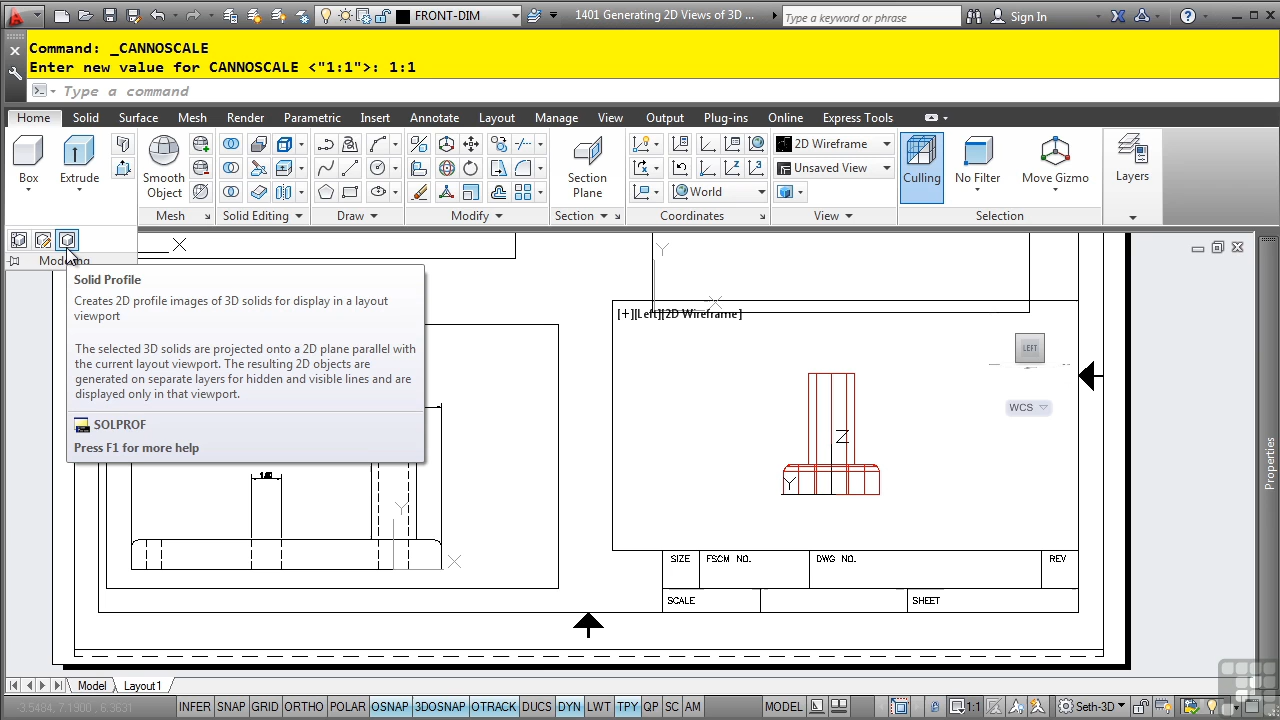 FRONT-DIM
1401 Generating 2D Views of 3D ...
Type a keyword or phrase
Sign In
Command: _CANNOSCALE
Enter new value for CANNOSCALE <"1:1">: 1:1
Type a command
Home Solid Surface Mesh Render Parametric Insert Annotate Layout Manage View Output Plug-ins Online Express Tools
Box
Extrude
Smooth
Object
Section
Plane
2D Wireframe
Unsaved View
World
Culling
No Filter
Move Gizmo
Layers
Mesh
Solid Editing
Draw
Modify
Section
Coordinates
View
Selection
Modeling
Solid Profile
Creates 2D profile images of 3D solids for display in a layout
viewport
The selected 3D solids are projected onto a 2D plane parallel with
the current layout viewport. The resulting 2D objects are
generated on separate layers for hidden and visible lines and are
displayed only in that viewport.
SOLPROF
Press F1 for more help
X
Y
[+][Left][2D Wireframe]
LEFT
WCS
Z
Y
Y
X
Properties
SIZE FSCM NO. DWG NO. REV
SCALE SHEET
Model Layout1
-3.5484, 7.1900, 6.3631
INFER SNAP GRID ORTHO POLAR OSNAP 3DOSNAP OTRACK DUCS DYN LWT TPY QP SC AM
MODEL
1:1
Seth-3D